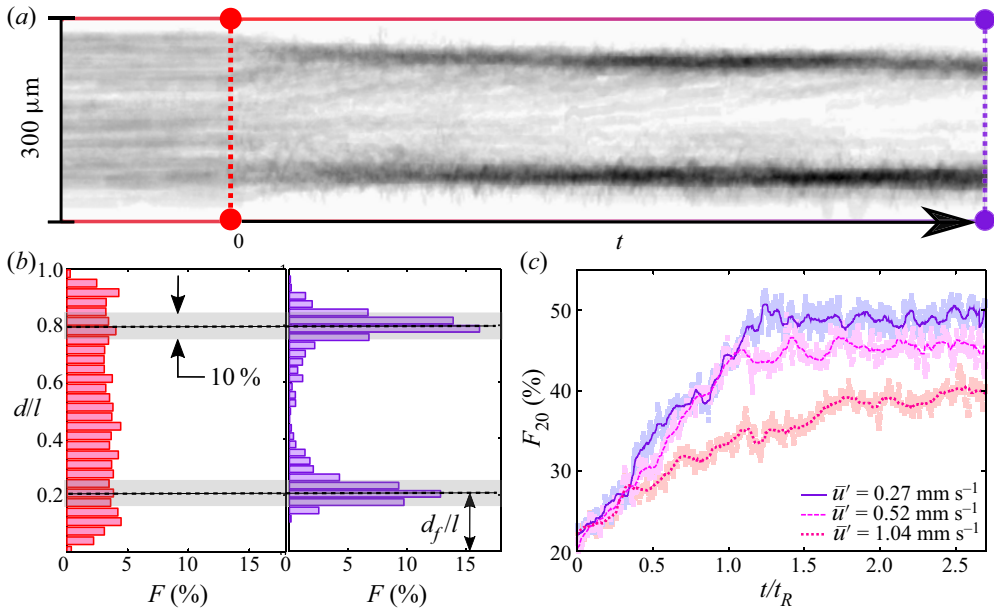 (a)
300 µm
0
t
(b)
1.0
0.8
0.6
0.4
0.2
d/l
10 %
d_f/l
0 5 10 15
0 5 10 15
F (%)
F (%)
(c)
50
40
30
20
F₂₀ (%)
ū′ = 0.27 mm s⁻¹
ū′ = 0.52 mm s⁻¹
ū′ = 1.04 mm s⁻¹
0 0.5 1.0 1.5 2.0 2.5
t/t_R